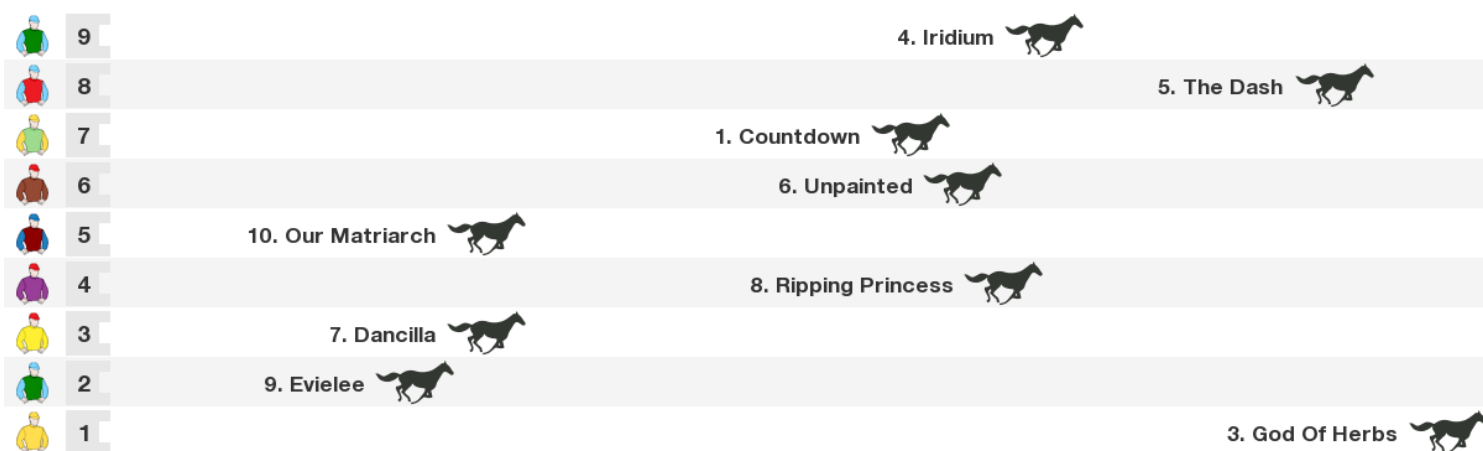 9 4. Iridium
8 5. The Dash
7 1. Countdown
6 6. Unpainted
5 10. Our Matriarch
4 8. Ripping Princess
3 7. Dancilla
2 9. Evielee
1 3. God Of Herbs